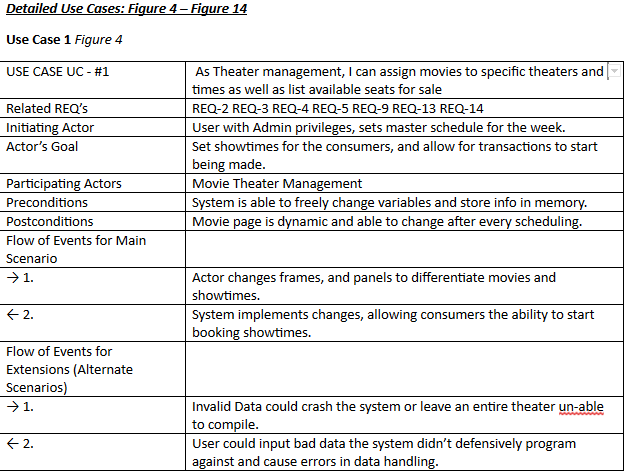 Detailed Use Cases: Figure 4 – Figure 14
Use Case 1 Figure 4
USE CASE UC - #1
As Theater management, I can assign movies to specific theaters and
times as well as list available seats for sale
Related REQ's
REQ-2 REQ-3 REQ-4 REQ-5 REQ-9 REQ-13 REQ-14
Initiating Actor
User with Admin privileges, sets master schedule for the week.
Actor's Goal
Set showtimes for the consumers, and allow for transactions to start
being made.
Participating Actors
Movie Theater Management
Preconditions
System is able to freely change variables and store info in memory.
Postconditions
Movie page is dynamic and able to change after every scheduling.
Flow of Events for Main
Scenario
→ 1.
Actor changes frames, and panels to differentiate movies and
showtimes.
← 2.
System implements changes, allowing consumers the ability to start
booking showtimes.
Flow of Events for
Extensions (Alternate
Scenarios)
→ 1.
Invalid Data could crash the system or leave an entire theater un-able
to compile.
← 2.
User could input bad data the system didn't defensively program
against and cause errors in data handling.